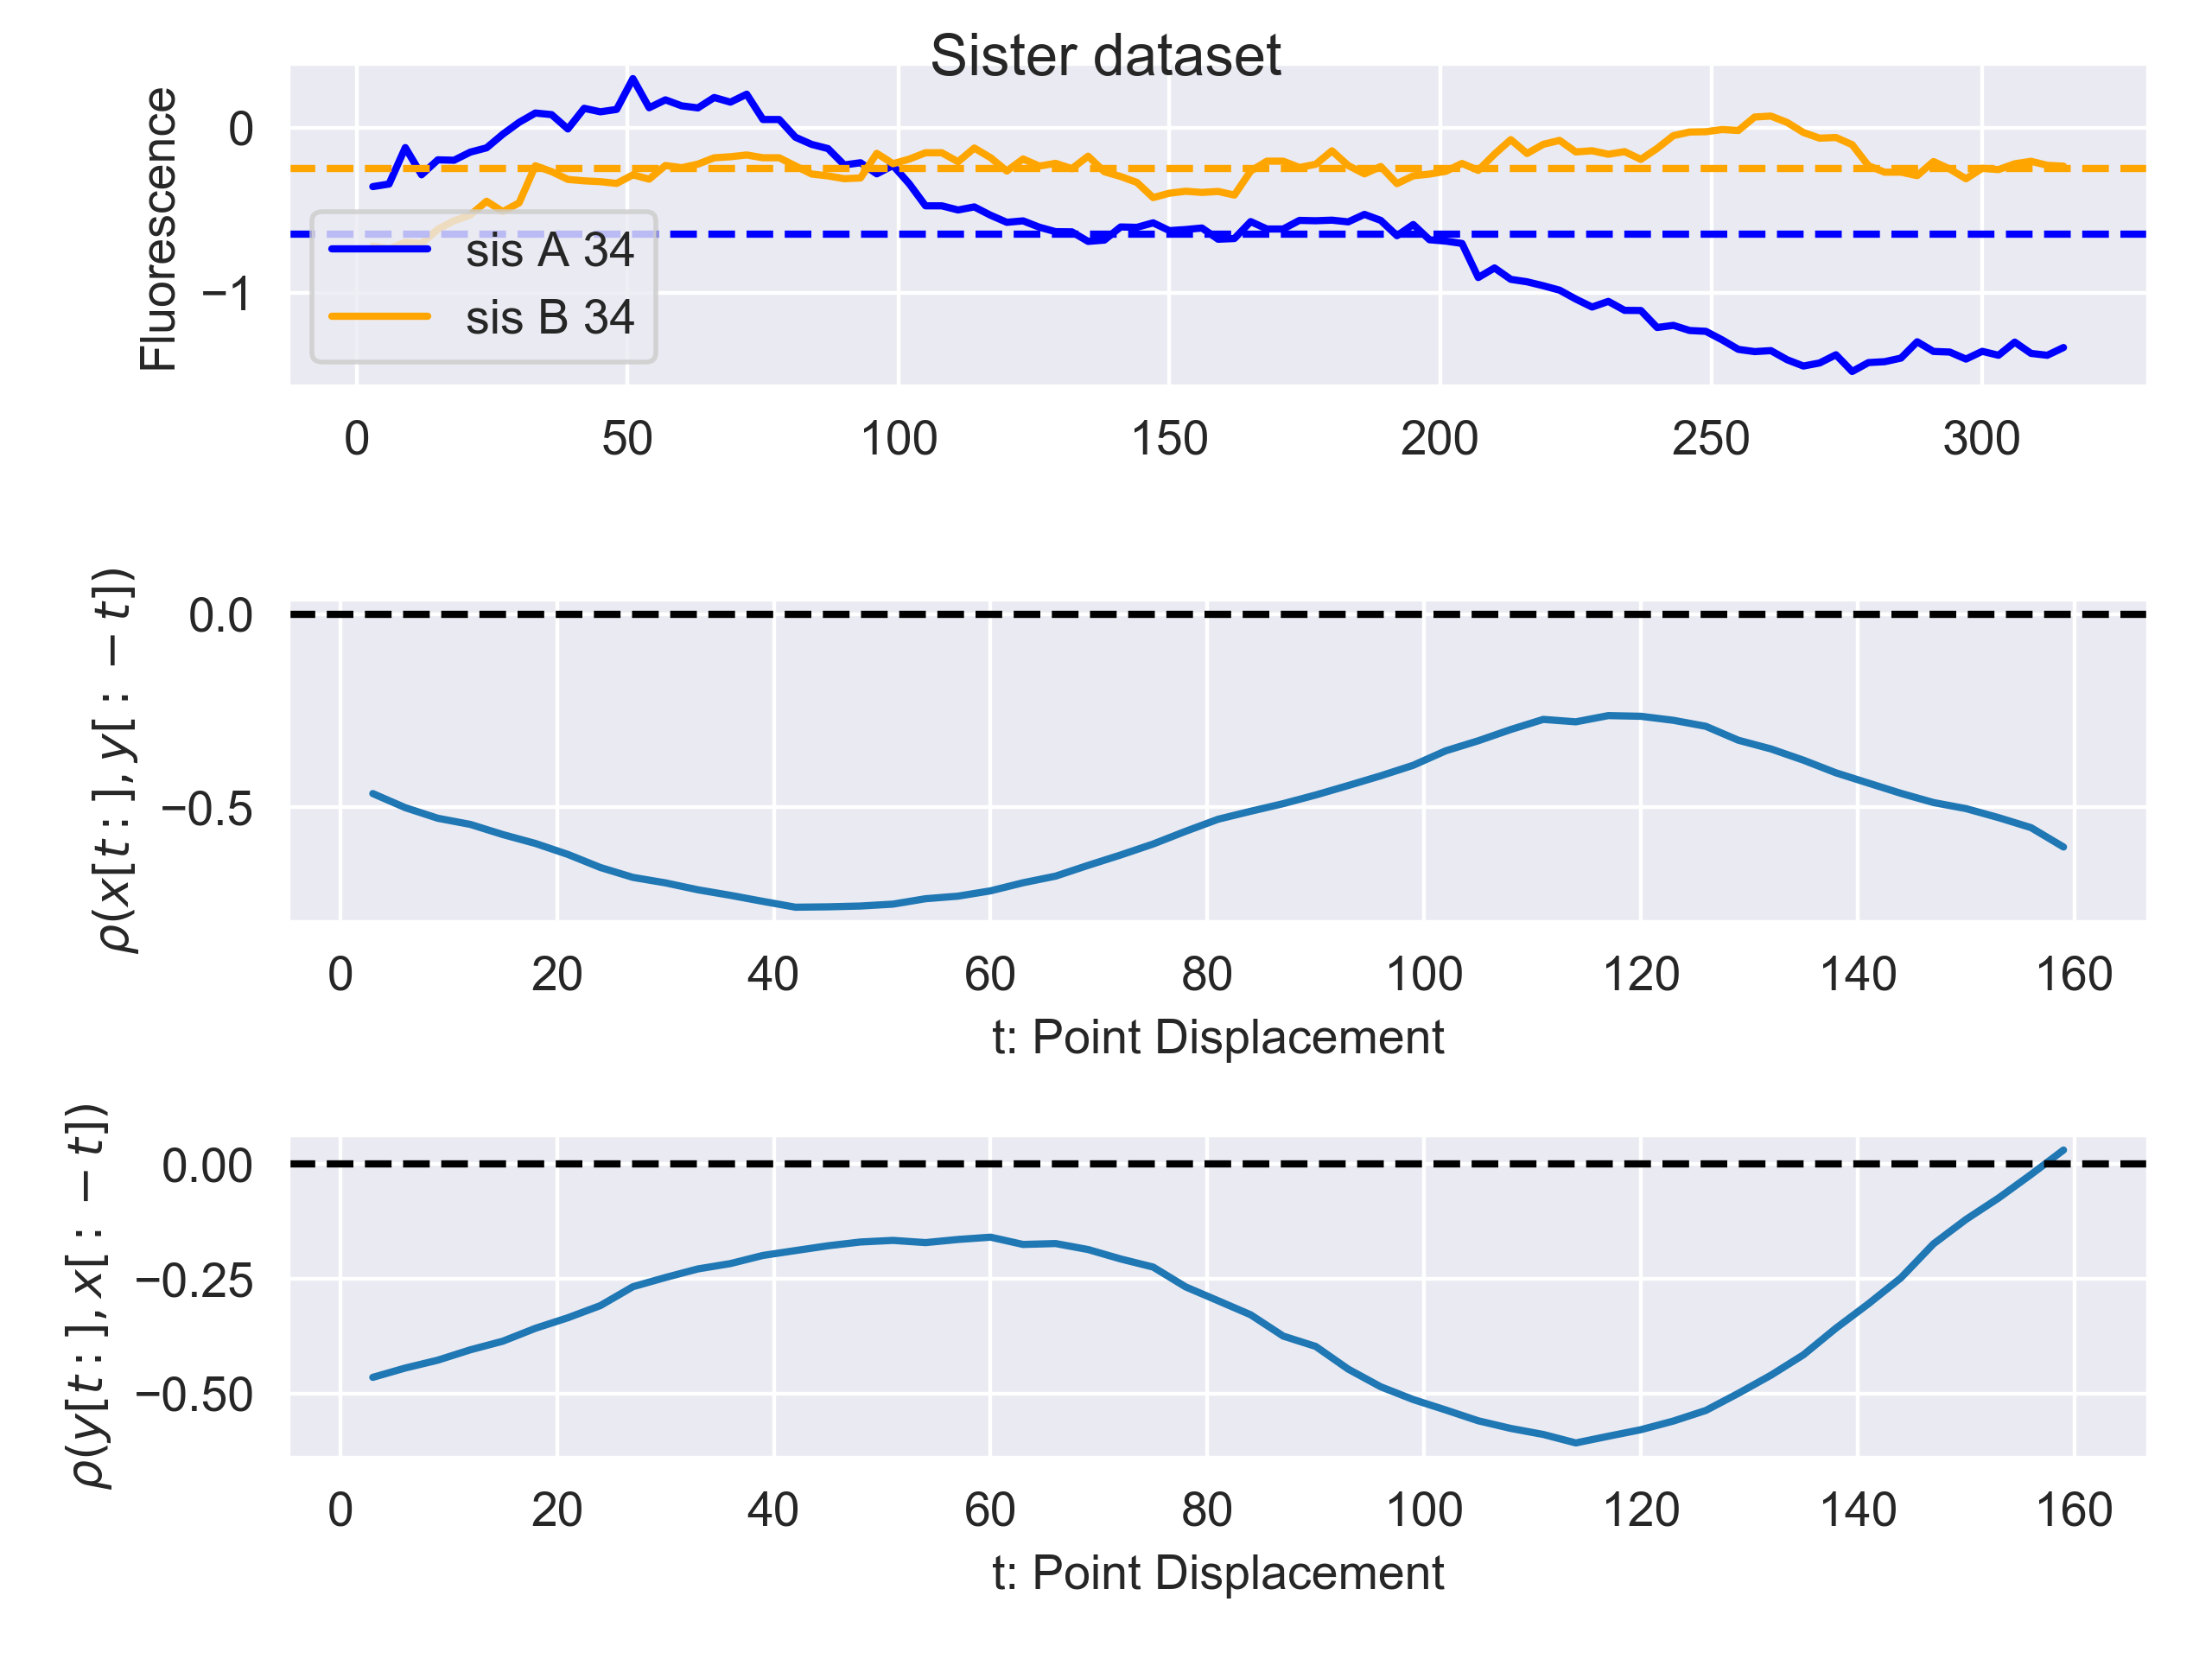 Sister dataset
Fluorescence
0
−1
sis A 34
sis B 34
0 50 100 150 200 250 300
ρ(x[t:], y[: − t])
0.0
−0.5
0 20 40 60 80 100 120 140 160
t: Point Displacement
ρ(y[t:], x[: − t])
0.00
−0.25
−0.50
0 20 40 60 80 100 120 140 160
t: Point Displacement